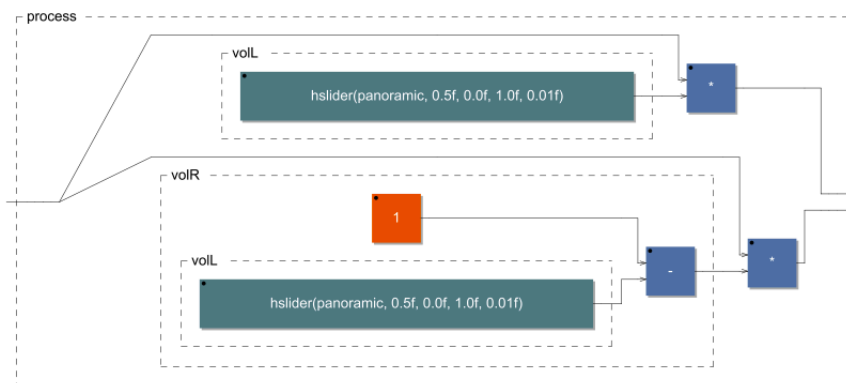 process
volL
hslider(panoramic, 0.5f, 0.0f, 1.0f, 0.01f)
*
volR
1
volL
hslider(panoramic, 0.5f, 0.0f, 1.0f, 0.01f)
-
*